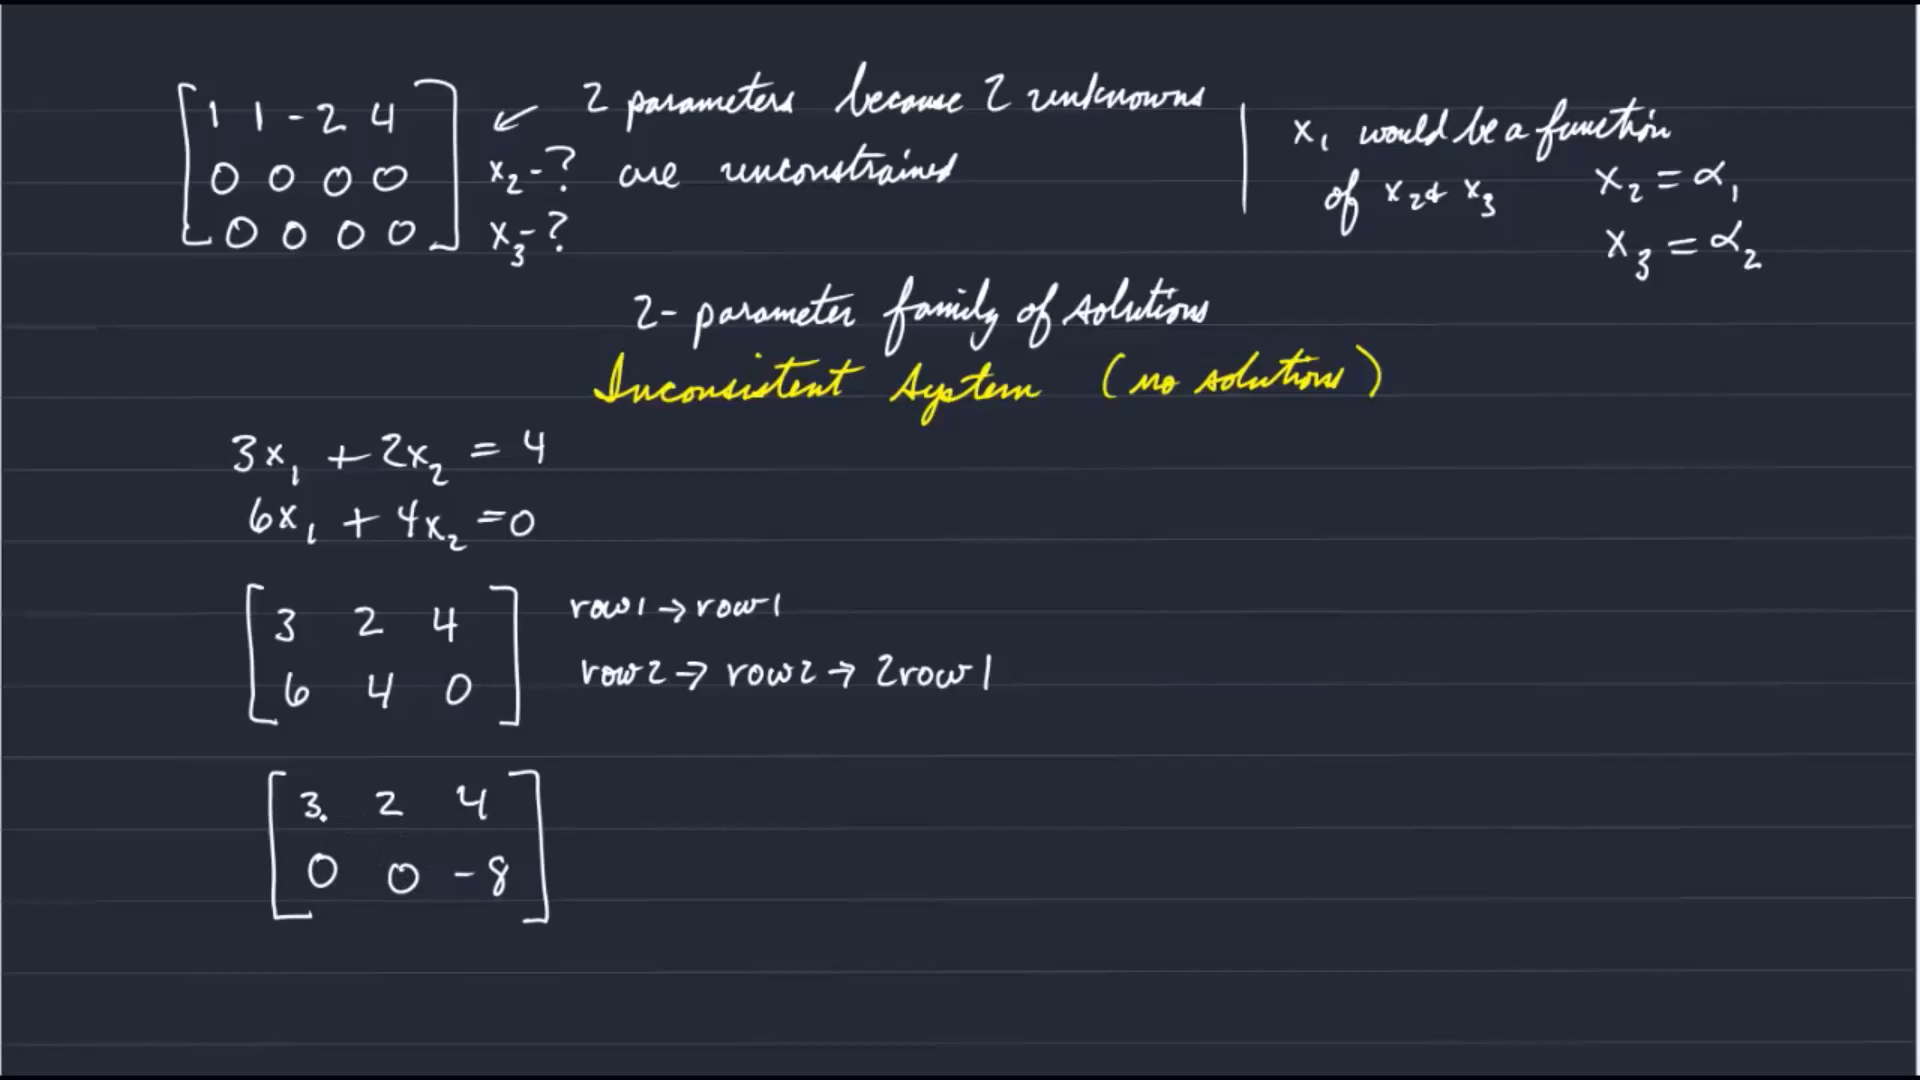 1 1 -2 4 ↙ 2 parameters because 2 unknowns
0 0 0 0 x₂-? are unconstrained
0 0 0 0 x₃-?
x₁ would be a function
of x₂& x₃ x₂ = α₁
x₃ = α₂
2- parameter family of solutions
Inconsistent System (no solutions)
3x₁ + 2x₂ = 4
6x₁ + 4x₂ = 0
3 2 4 row1 → row1
6 4 0 row2 → row2 → 2row1
3. 2 4
0 0 -8